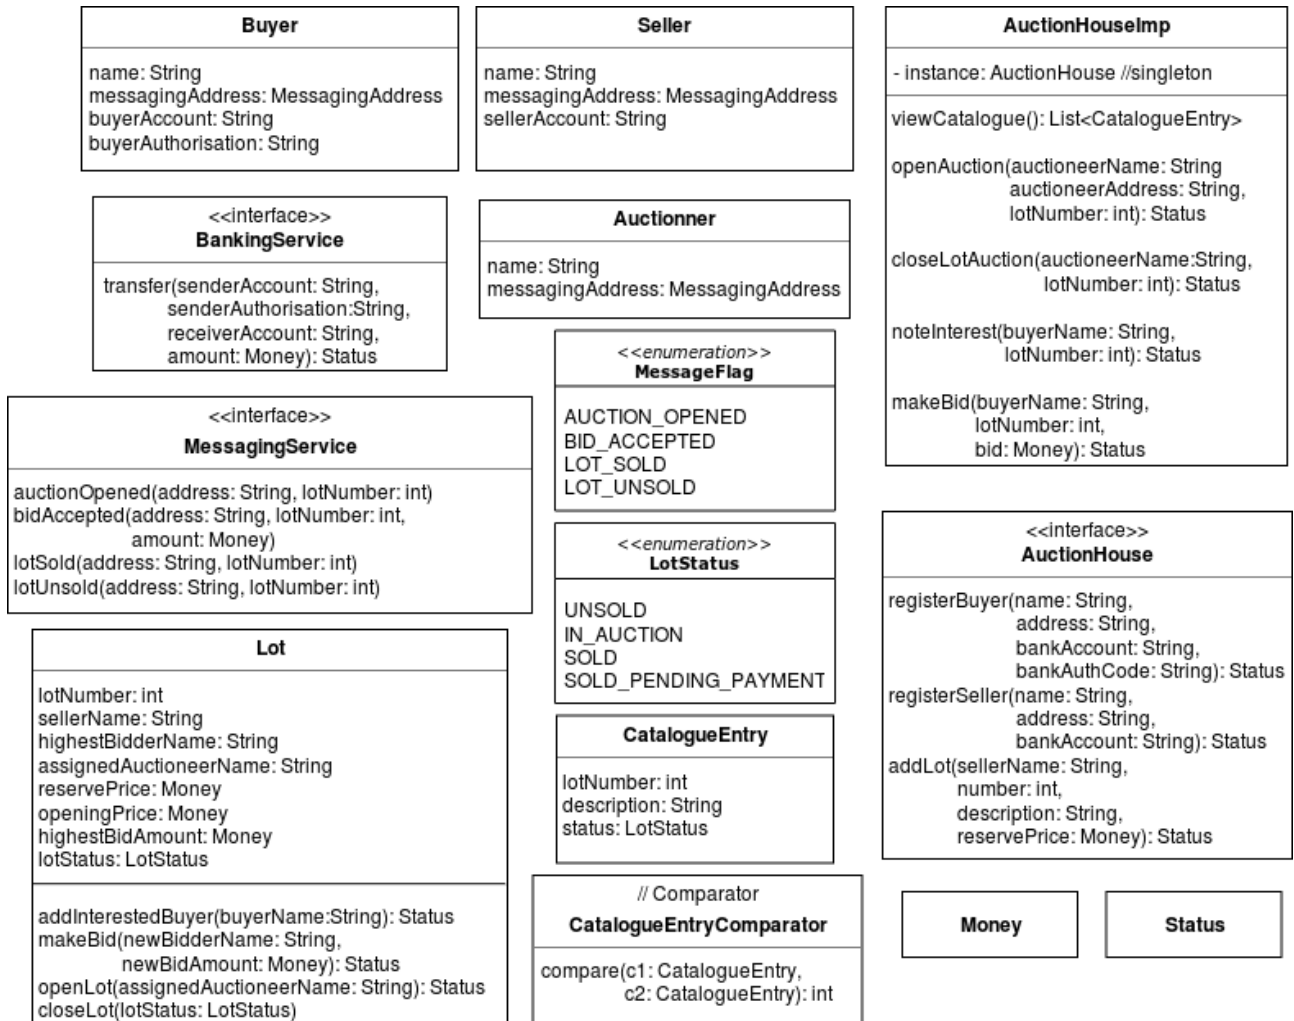 Buyer
name: String
messagingAddress: MessagingAddress
buyerAccount: String
buyerAuthorisation: String
Seller
name: String
messagingAddress: MessagingAddress
sellerAccount: String
AuctionHouseImp
- instance: AuctionHouse //singleton
viewCatalogue(): List<CatalogueEntry>
openAuction(auctioneerName: String
auctioneerAddress: String,
lotNumber: int): Status
closeLotAuction(auctioneerName:String,
lotNumber: int): Status
noteInterest(buyerName: String,
lotNumber: int): Status
makeBid(buyerName: String,
lotNumber: int,
bid: Money): Status
<<interface>>
BankingService
transfer(senderAccount: String,
senderAuthorisation:String,
receiverAccount: String,
amount: Money): Status
Auctionner
name: String
messagingAddress: MessagingAddress
<<enumeration>>
MessageFlag
AUCTION_OPENED
BID_ACCEPTED
LOT_SOLD
LOT_UNSOLD
<<interface>>
MessagingService
auctionOpened(address: String, lotNumber: int)
bidAccepted(address: String, lotNumber: int,
amount: Money)
lotSold(address: String, lotNumber: int)
lotUnsold(address: String, lotNumber: int)
<<enumeration>>
LotStatus
UNSOLD
IN_AUCTION
SOLD
SOLD_PENDING_PAYMENT
<<interface>>
AuctionHouse
registerBuyer(name: String,
address: String,
bankAccount: String,
bankAuthCode: String): Status
registerSeller(name: String,
address: String,
bankAccount: String): Status
addLot(sellerName: String,
number: int,
description: String,
reservePrice: Money): Status
Lot
lotNumber: int
sellerName: String
highestBidderName: String
assignedAuctioneerName: String
reservePrice: Money
openingPrice: Money
highestBidAmount: Money
lotStatus: LotStatus
addInterestedBuyer(buyerName:String): Status
makeBid(newBidderName: String,
newBidAmount: Money): Status
openLot(assignedAuctioneerName: String): Status
closeLot(lotStatus: LotStatus)
CatalogueEntry
lotNumber: int
description: String
status: LotStatus
// Comparator
CatalogueEntryComparator
compare(c1: CatalogueEntry,
c2: CatalogueEntry): int
Money
Status